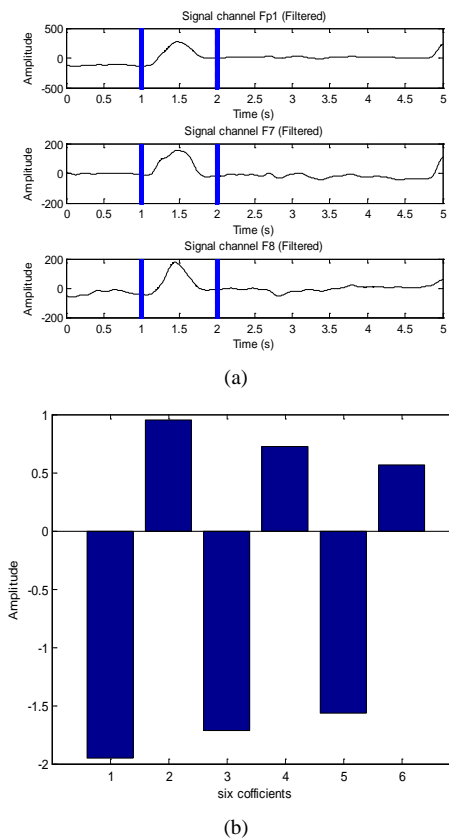 Signal channel Fp1 (Filtered)
500
0
-500
Amplitude
0 0.5 1 1.5 2 2.5 3 3.5 4 4.5 5
Time (s)
Signal channel F7 (Filtered)
200
0
-200
Amplitude
0 0.5 1 1.5 2 2.5 3 3.5 4 4.5 5
Time (s)
Signal channel F8 (Filtered)
200
0
-200
Amplitude
0 0.5 1 1.5 2 2.5 3 3.5 4 4.5 5
Time (s)
(a)
1
0.5
0
-0.5
-1
-1.5
-2
Amplitude
1 2 3 4 5 6
six cofficients
(b)